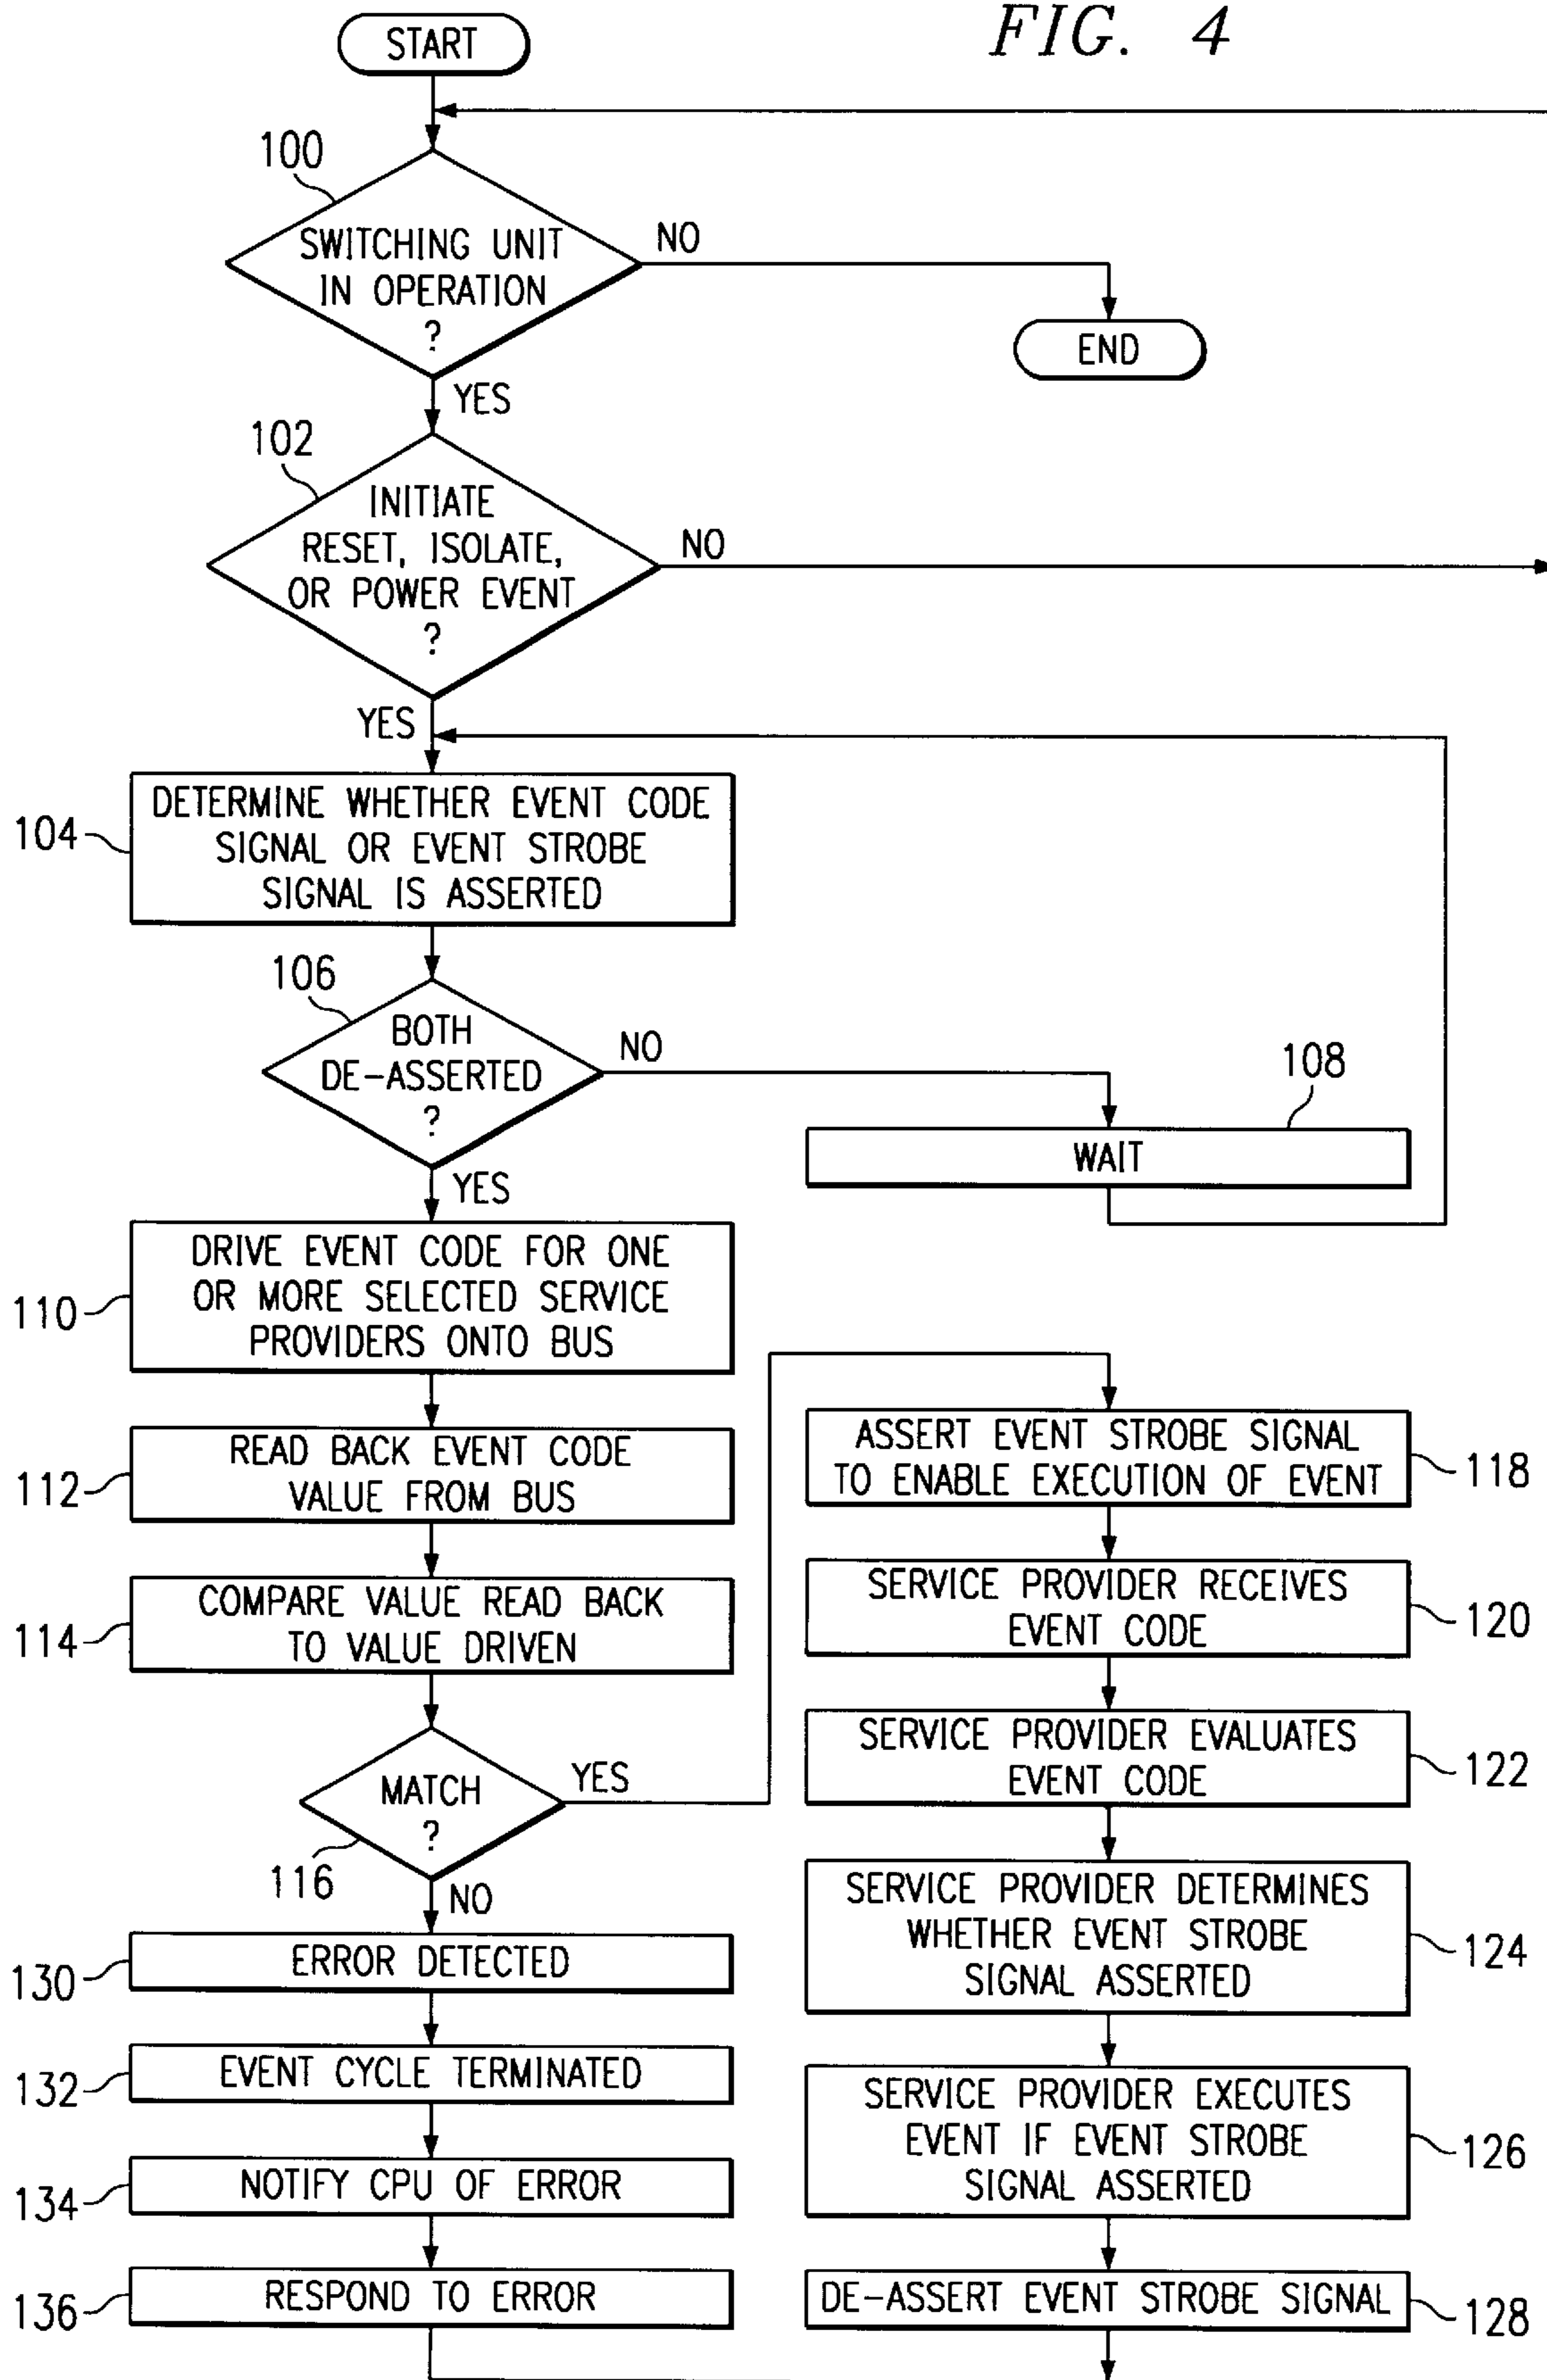 FIG. 4
START
100
SWITCHING UNIT
IN OPERATION
?
NO
END
YES
102
INITIATE
RESET, ISOLATE,
OR POWER EVENT
?
NO
YES
104
DETERMINE WHETHER EVENT CODE
SIGNAL OR EVENT STROBE
SIGNAL IS ASSERTED
106
BOTH
DE-ASSERTED
?
NO
108
WAIT
YES
110
DRIVE EVENT CODE FOR ONE
OR MORE SELECTED SERVICE
PROVIDERS ONTO BUS
112
READ BACK EVENT CODE
VALUE FROM BUS
114
COMPARE VALUE READ BACK
TO VALUE DRIVEN
MATCH
?
116
YES
NO
130
ERROR DETECTED
132
EVENT CYCLE TERMINATED
134
NOTIFY CPU OF ERROR
136
RESPOND TO ERROR
ASSERT EVENT STROBE SIGNAL
TO ENABLE EXECUTION OF EVENT
118
SERVICE PROVIDER RECEIVES
EVENT CODE
120
SERVICE PROVIDER EVALUATES
EVENT CODE
122
SERVICE PROVIDER DETERMINES
WHETHER EVENT STROBE
SIGNAL ASSERTED
124
SERVICE PROVIDER EXECUTES
EVENT IF EVENT STROBE
SIGNAL ASSERTED
126
DE-ASSERT EVENT STROBE SIGNAL
128